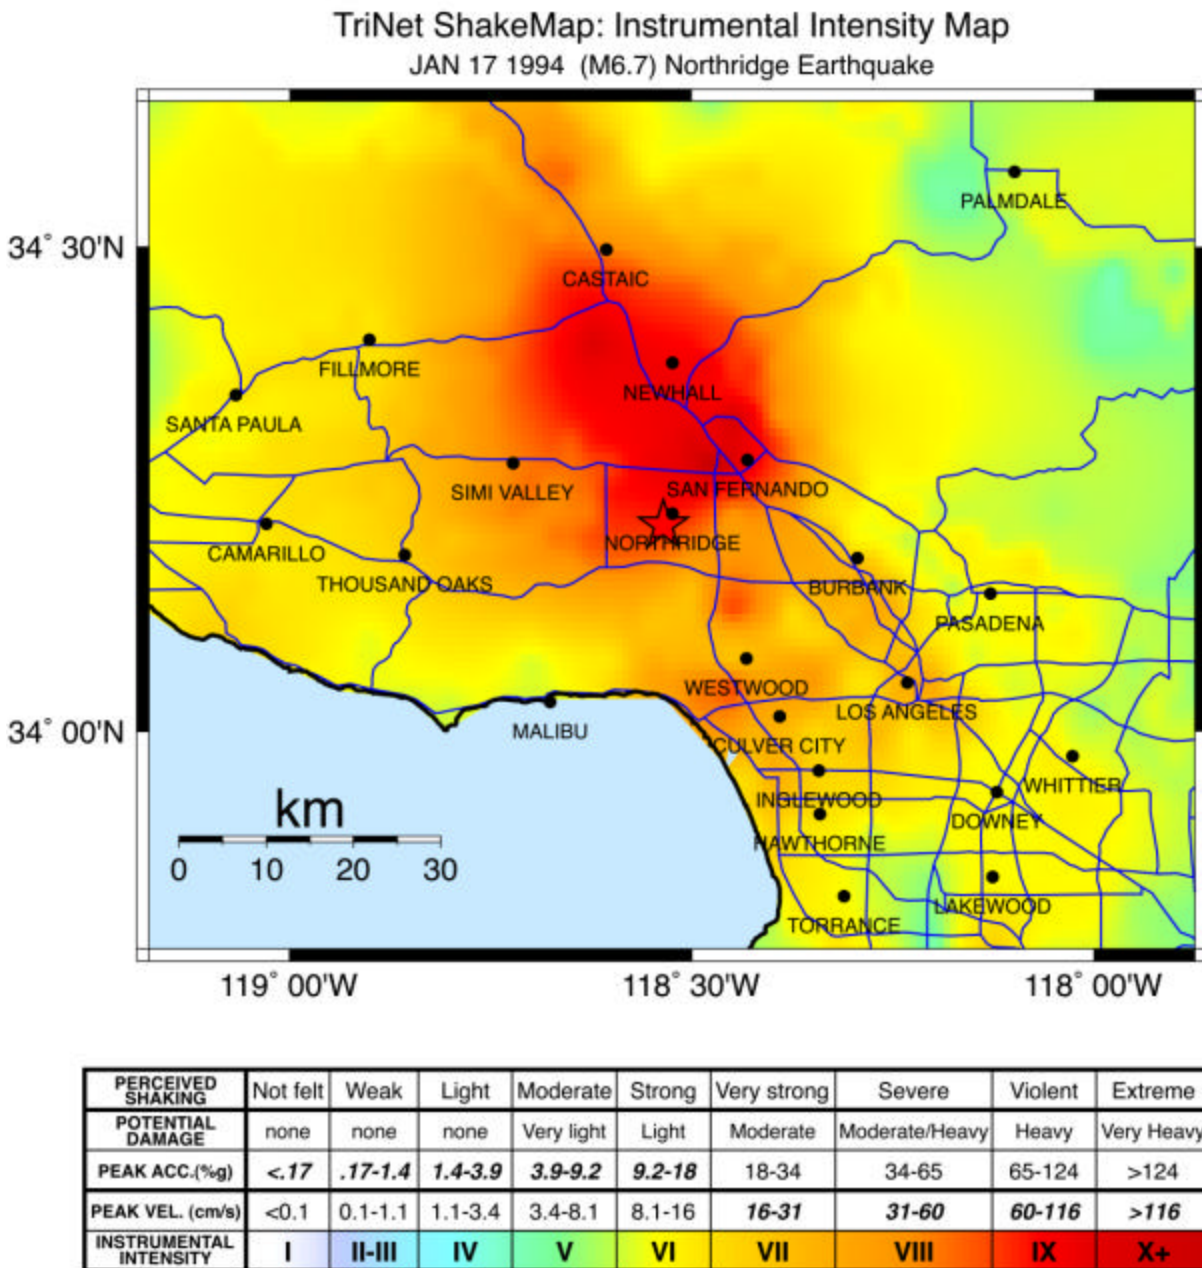 TriNet ShakeMap: Instrumental Intensity Map
JAN 17 1994 (M6.7) Northridge Earthquake
PALMDALE
34° 30'N
CASTAIC
FILLMORE
NEWHALL
SANTA PAULA
SIMI VALLEY
SAN FERNANDO
NORTHRIDGE
CAMARILLO
THOUSAND OAKS
BURBANK
PASADENA
WESTWOOD
LOS ANGELES
34° 00'N
MALIBU
CULVER CITY
WHITTIER
INGLEWOOD
DOWNEY
HAWTHORNE
km
0 10 20 30
LAKEWOOD
TORRANCE
119° 00'W 118° 30'W 118° 00'W
PERCEIVED SHAKING Not felt Weak Light Moderate Strong Very strong Severe Violent Extreme
POTENTIAL DAMAGE none none none Very light Light Moderate Moderate/Heavy Heavy Very Heavy
PEAK ACC.(%g) <.17 .17-1.4 1.4-3.9 3.9-9.2 9.2-18 18-34 34-65 65-124 >124
PEAK VEL. (cm/s) <0.1 0.1-1.1 1.1-3.4 3.4-8.1 8.1-16 16-31 31-60 60-116 >116
INSTRUMENTAL INTENSITY I II-III IV V VI VII VIII IX X+